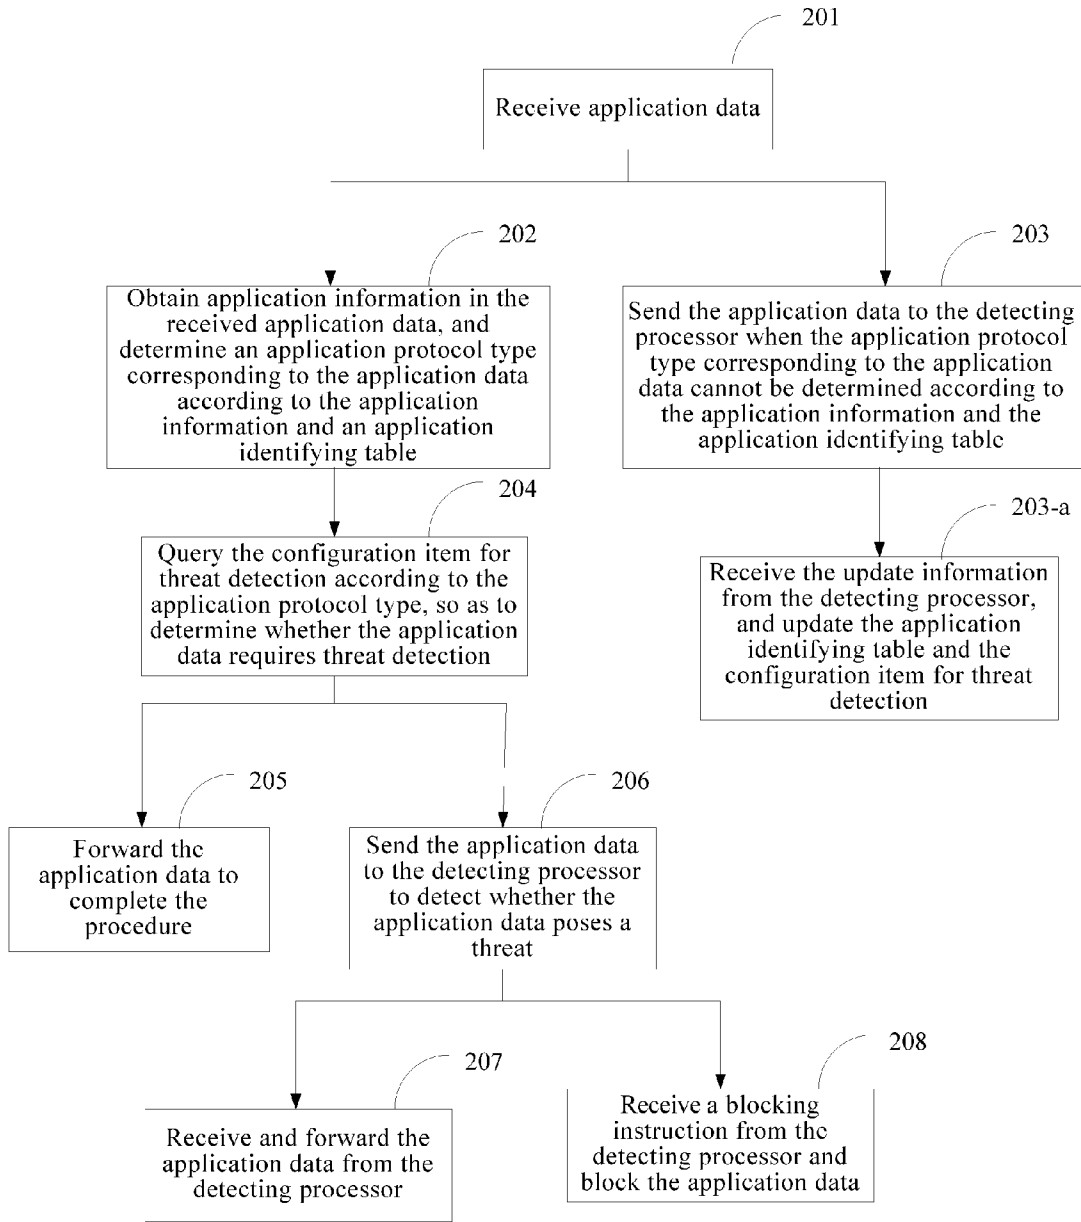 201
Receive application data
202
Obtain application information in the
received application data, and
determine an application protocol type
corresponding to the application data
according to the application
information and an application
identifying table
203
Send the application data to the detecting
processor when the application protocol
type corresponding to the application
data cannot be determined according to
the application information and the
application identifying table
204
Query the configuration item for
threat detection according to the
application protocol type, so as to
determine whether the application
data requires threat detection
203-a
Receive the update information
from the detecting processor,
and update the application
identifying table and the
configuration item for threat
detection
205
Forward the
application data to
complete the
procedure
206
Send the application data
to the detecting processor
to detect whether the
application data poses a
threat
207
Receive and forward the
application data from the
detecting processor
208
Receive a blocking
instruction from the
detecting processor and
block the application data